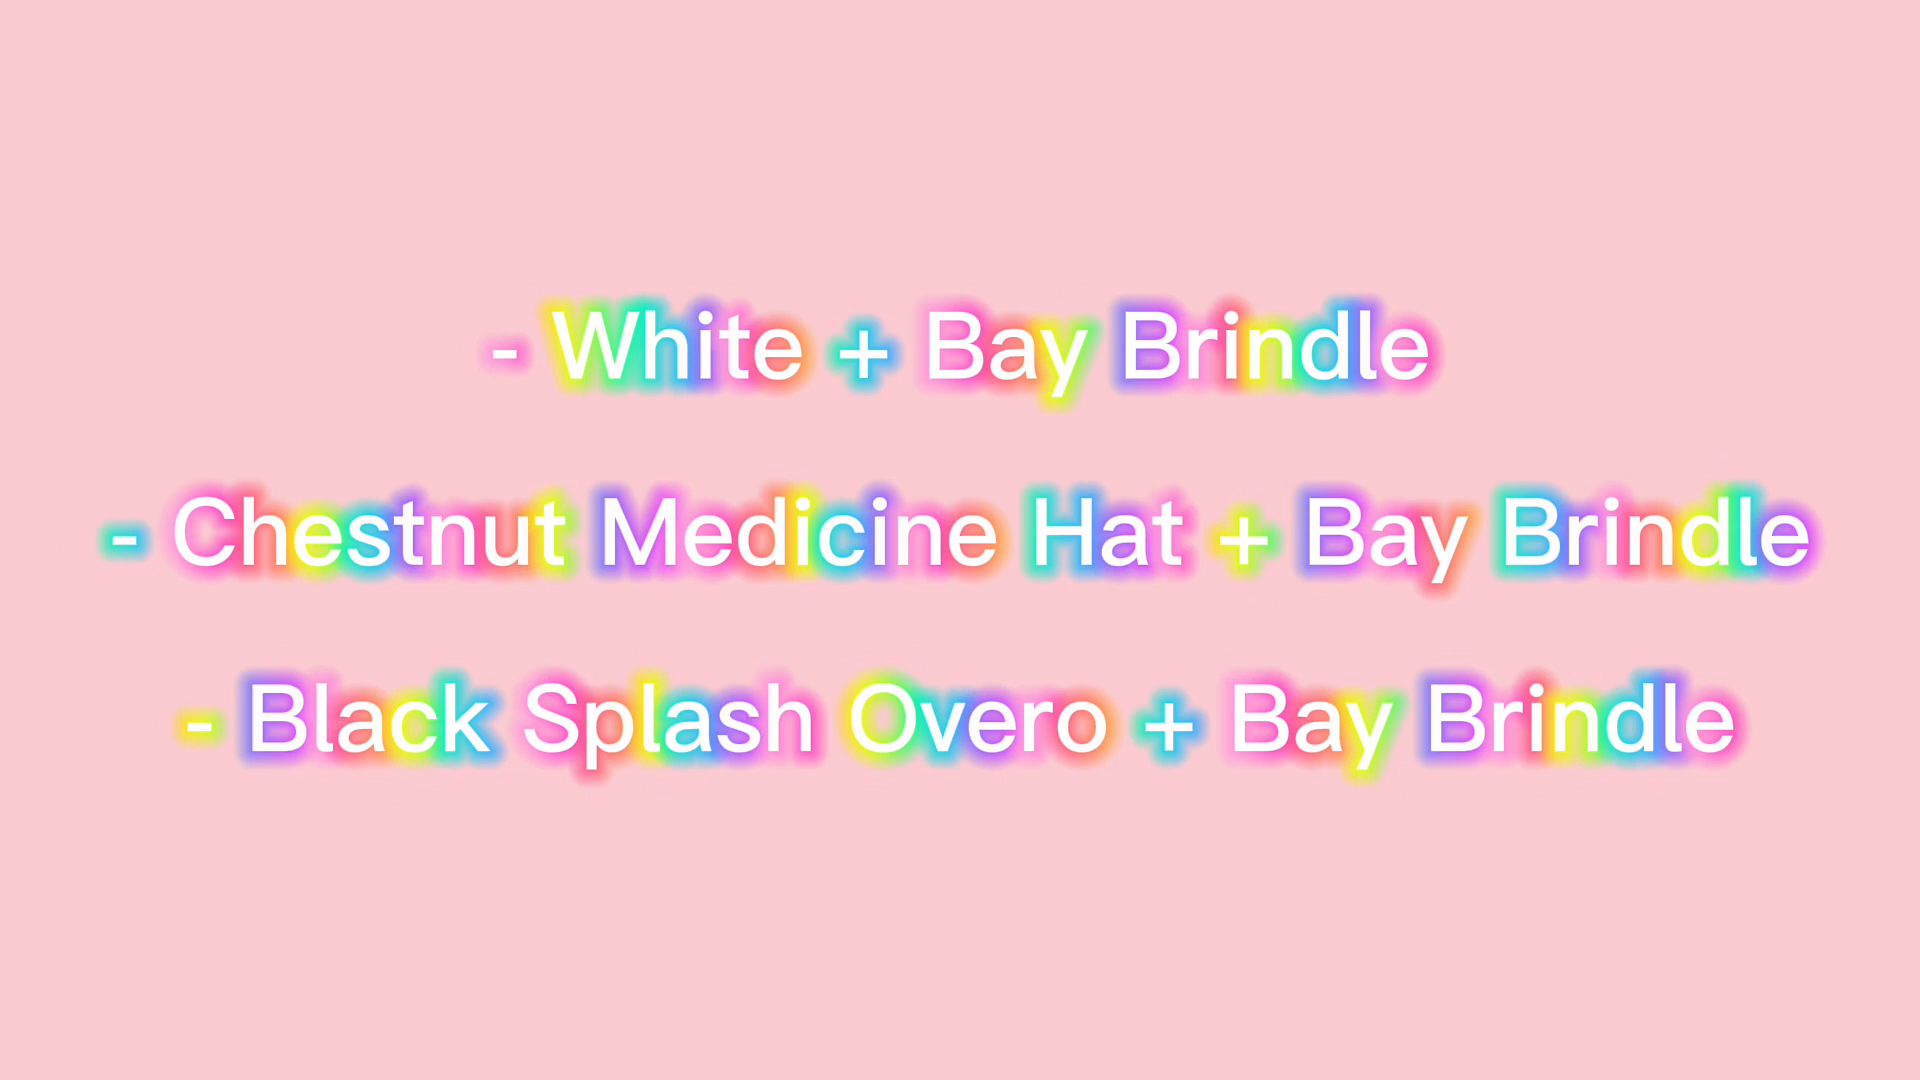 - White + Bay Brindle
- Chestnut Medicine Hat + Bay Brindle
- Black Splash Overo + Bay Brindle